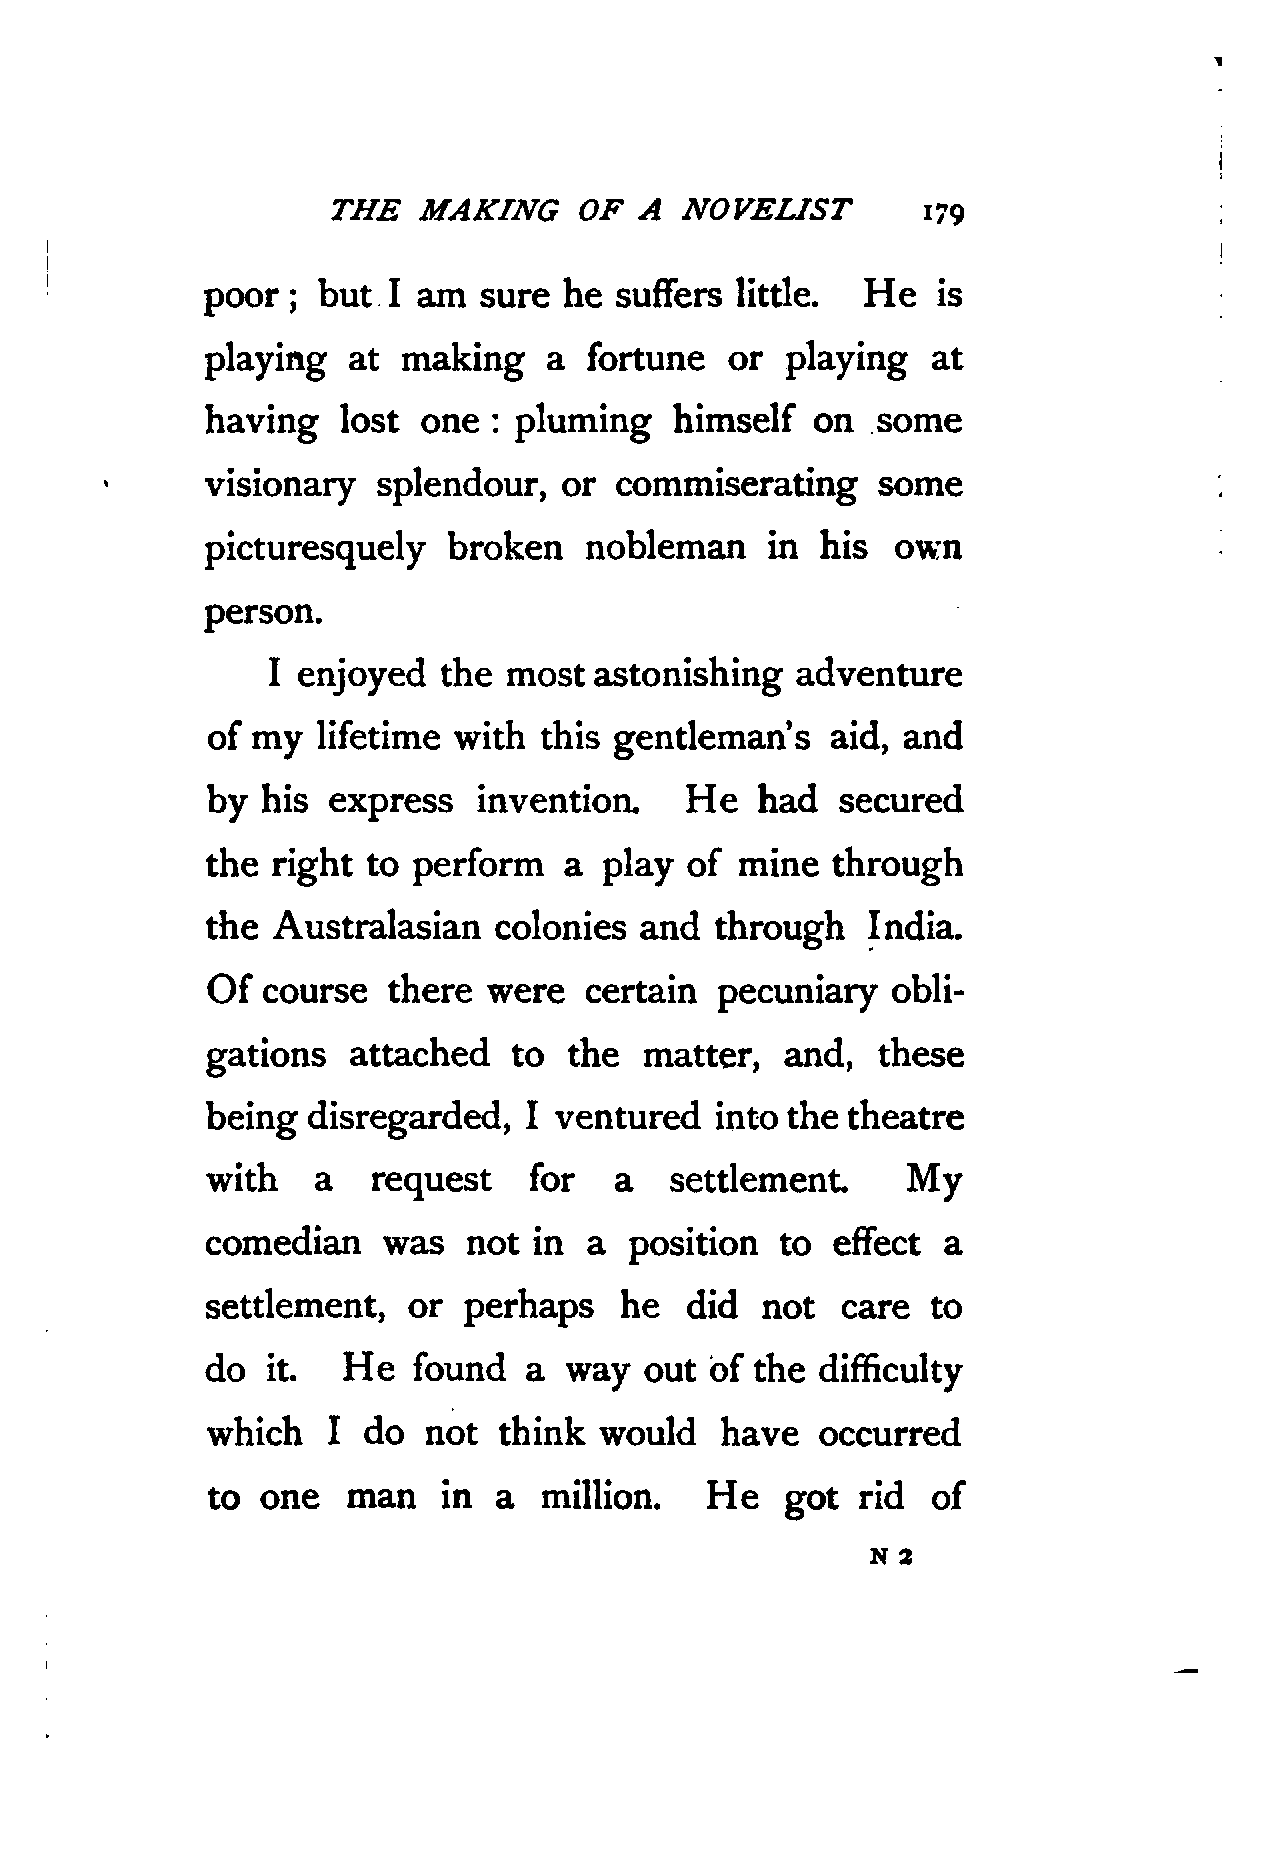 THE MAKING OF A NOVELIST 179
poor; but I am sure he suffers little. He is
playing at making a fortune or playing at
having lost one: pluming himself on some
visionary splendour, or commiserating some
picturesquely broken nobleman in his own
person.
I enjoyed the most astonishing adventure
of my lifetime with this gentleman's aid, and
by his express invention. He had secured
the right to perform a play of mine through
the Australasian colonies and through India.
Of course there were certain pecuniary obli-
gations attached to the matter, and, these
being disregarded, I ventured into the theatre
with a request for a settlement. My
comedian was not in a position to effect a
settlement, or perhaps he did not care to
do it. He found a way out of the difficulty
which I do not think would have occurred
to one man in a million. He got rid of
N 2